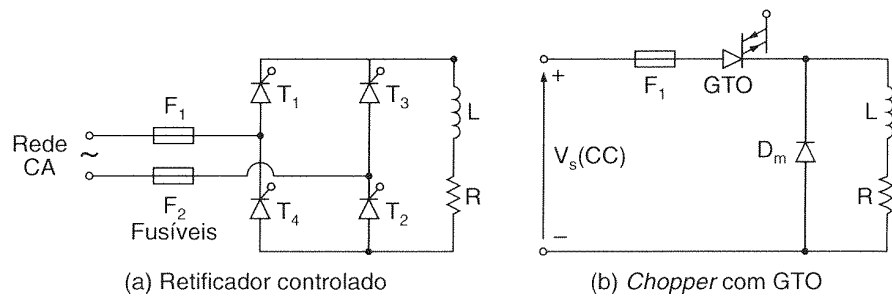 F₁
T₁
T₃
L
Rede
CA
~
F₂
Fusíveis
T₄
T₂
R
(a) Retificador controlado
+
F₁
GTO
L
Vₛ(CC)
Dₘ
R
−
(b) Chopper com GTO